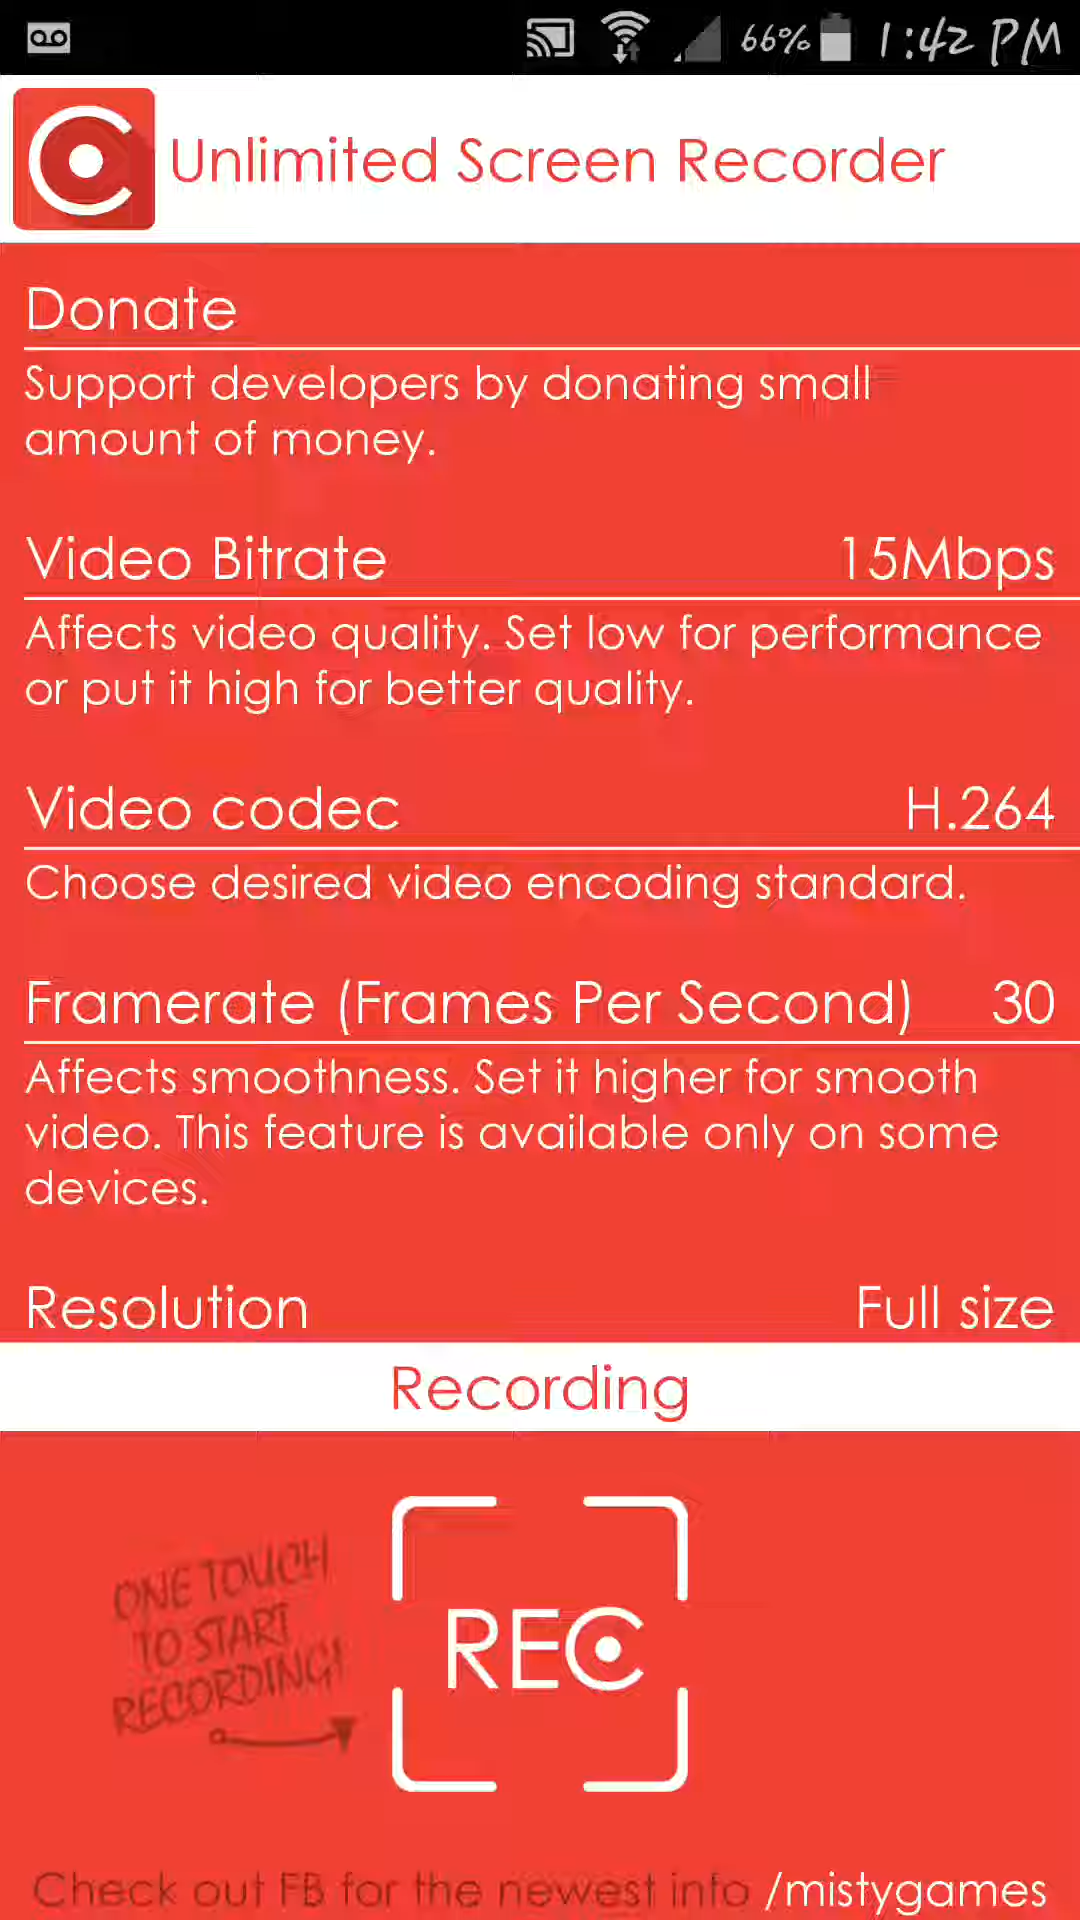 66% 1:42 PM
Unlimited Screen Recorder
Donate
Support developers by donating small
amount of money.
Video Bitrate 15Mbps
Affects video quality. Set low for performance
or put it high for better quality.
Video codec H.264
Choose desired video encoding standard.
Framerate (Frames Per Second) 30
Affects smoothness. Set it higher for smooth
video. This feature is available only on some
devices.
Resolution Full size
Recording
ONE TOUCH
TO START
RECORDING!
REC
Check out FB for the newest info /mistygames